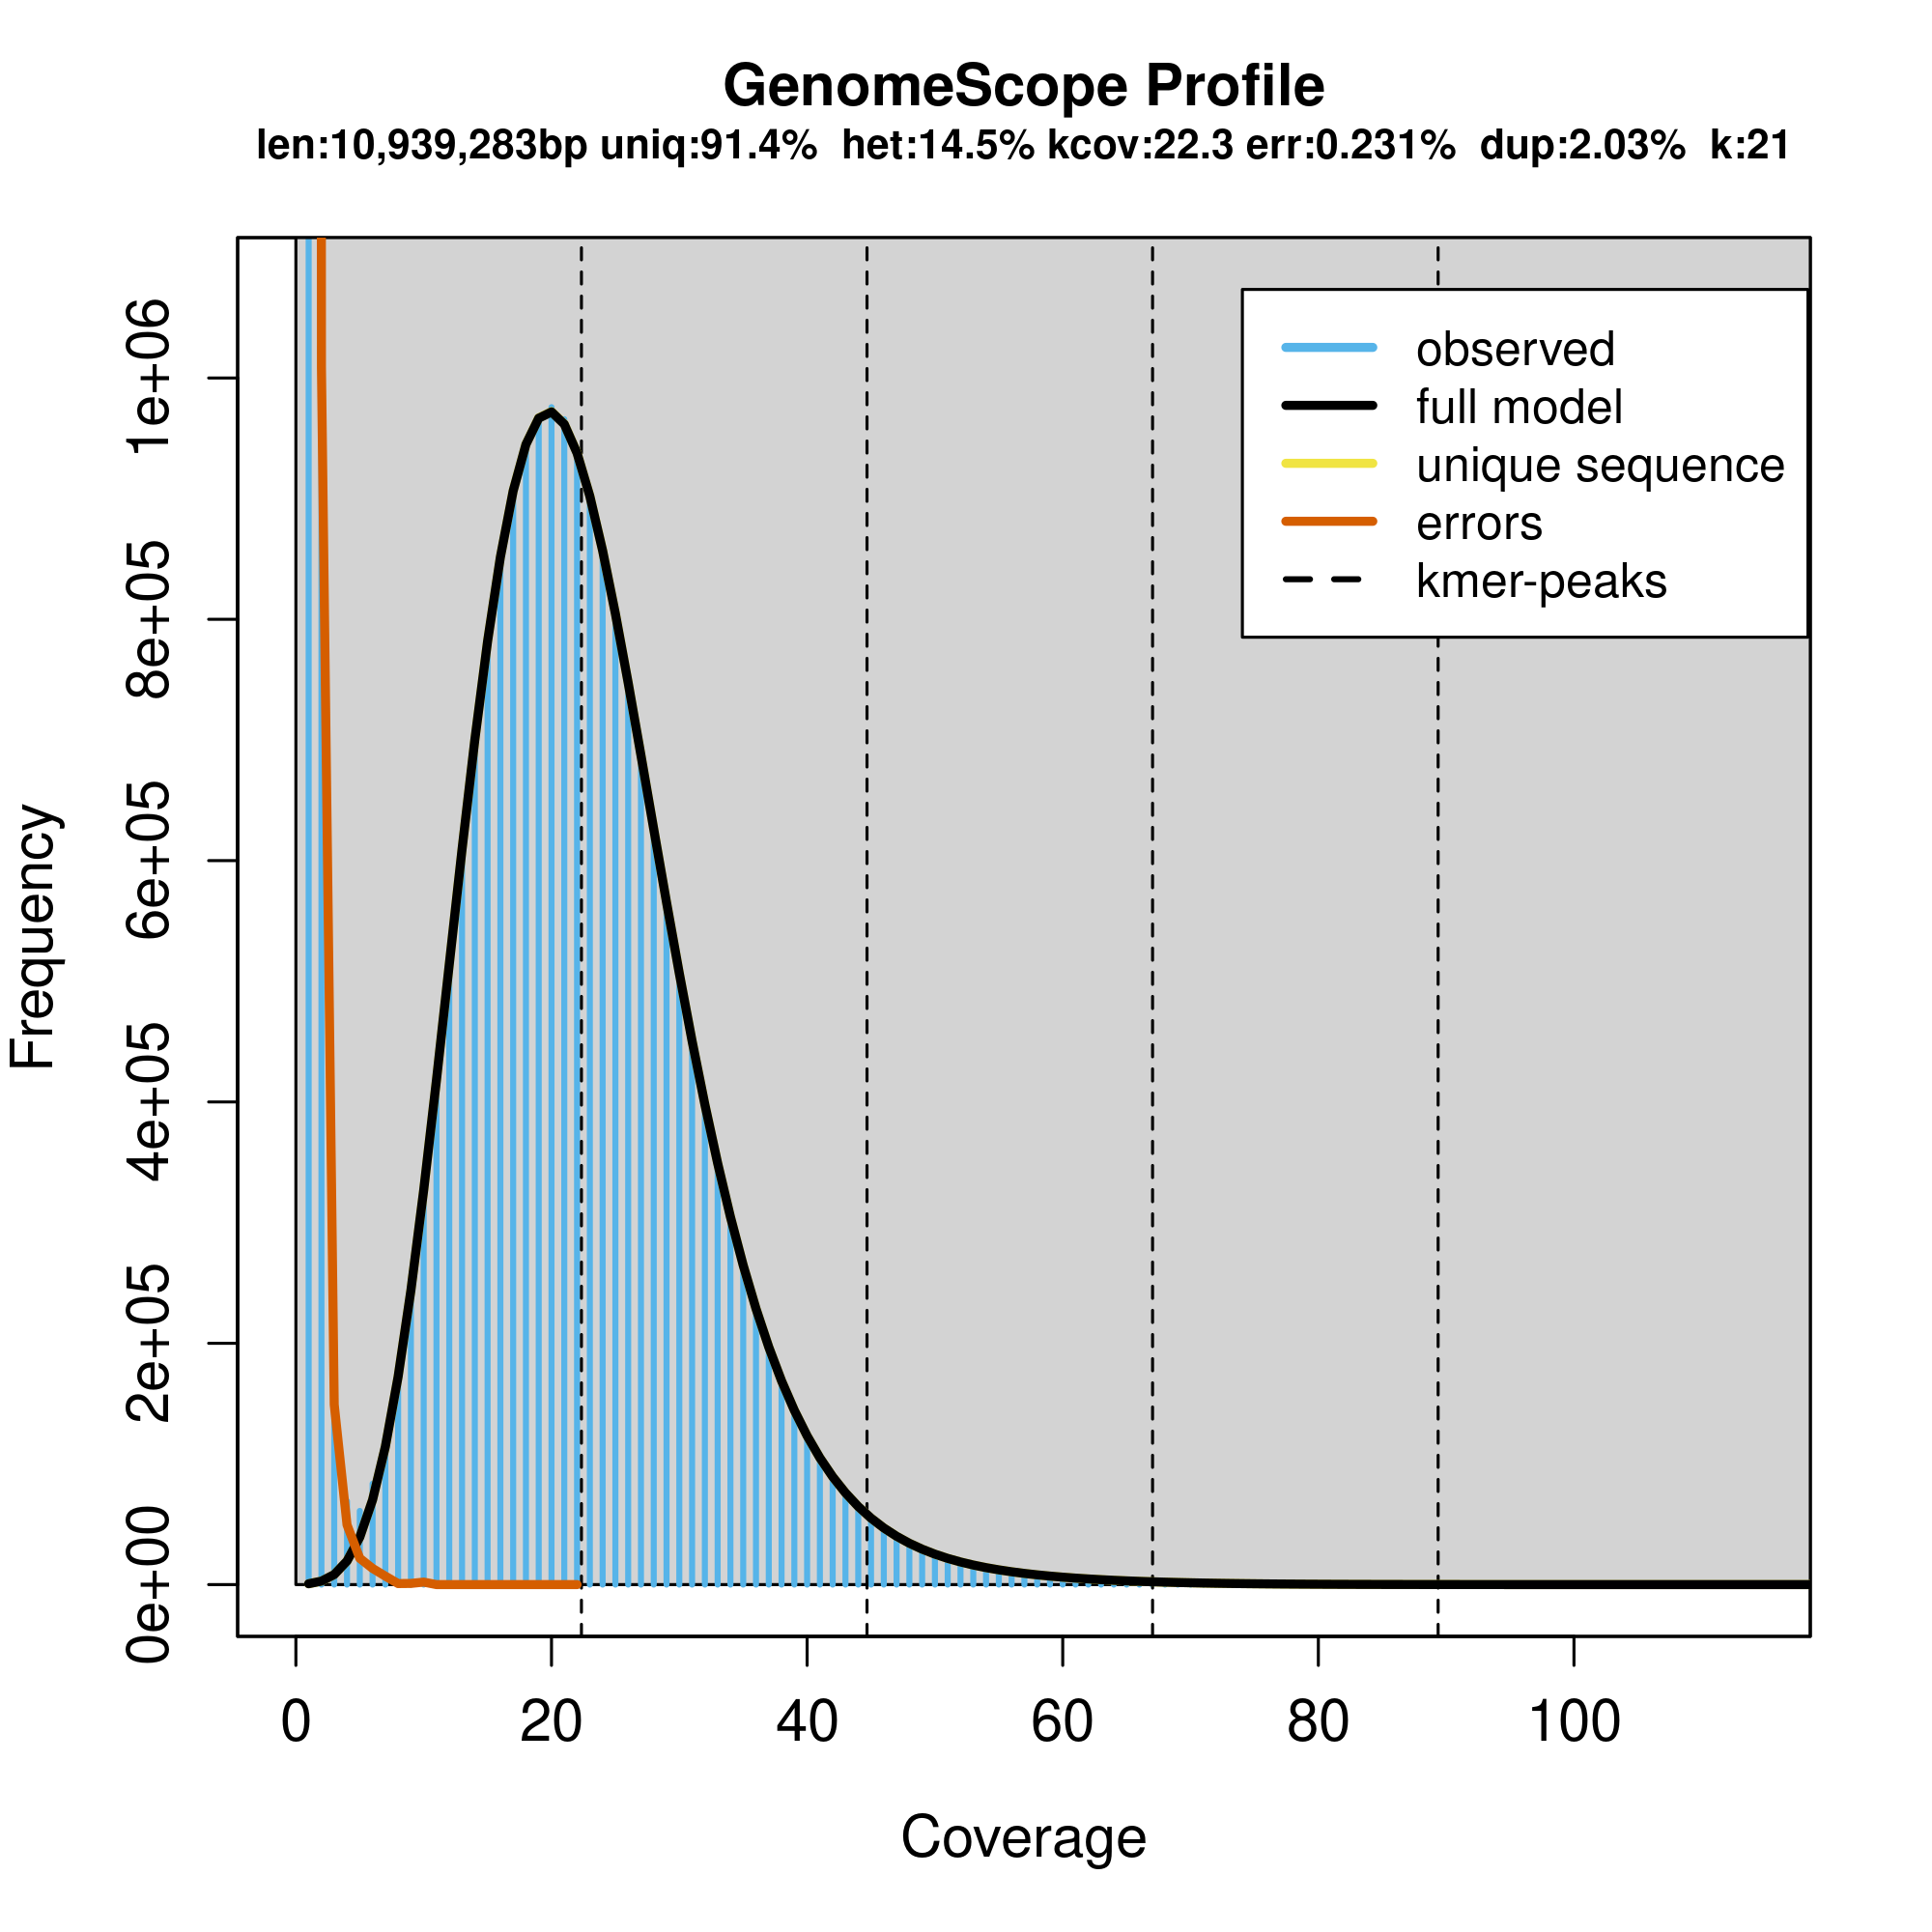 GenomeScope Profile
len:10,939,283bp uniq:91.4% het:14.5% kcov:22.3 err:0.231% dup:2.03% k:21
Frequency
1e+06
8e+05
6e+05
4e+05
2e+05
0e+00
observed
full model
unique sequence
errors
kmer-peaks
0 20 40 60 80 100
Coverage